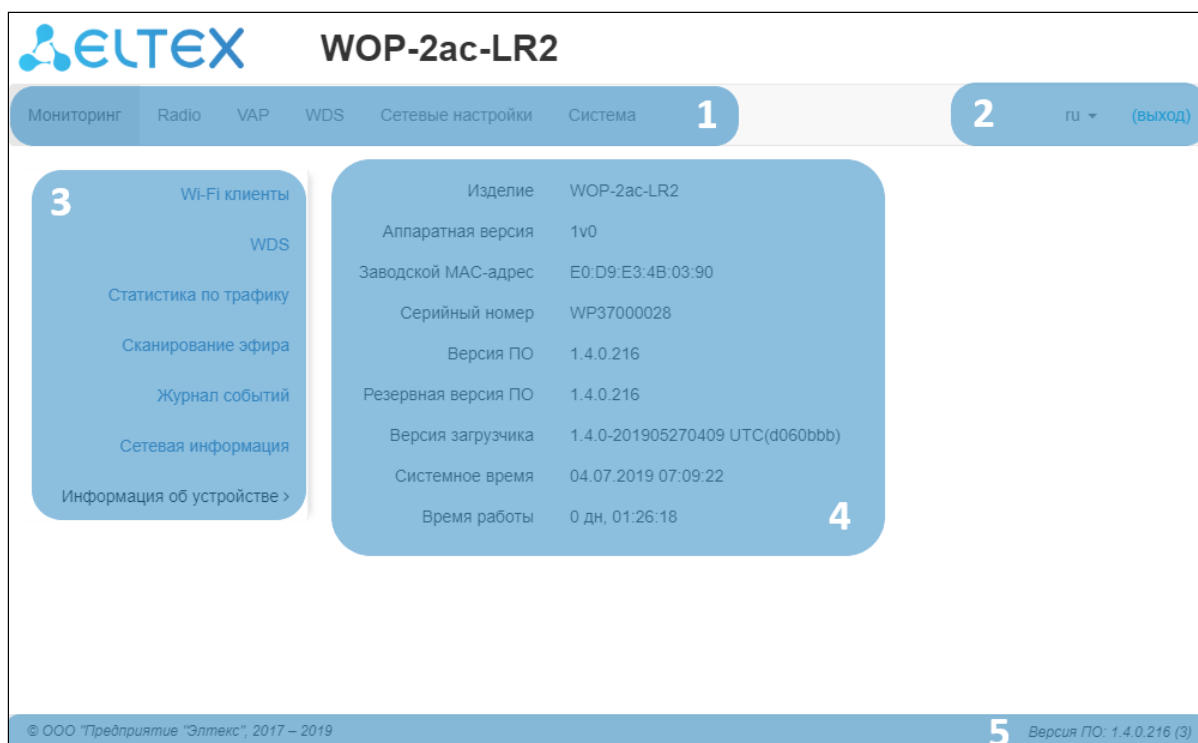 ELTEX WOP-2ac-LR2
Мониторинг Radio VAP WDS Сетевые настройки Система 1 2 ru (выход)
3
Wi-Fi клиенты
WDS
Статистика по трафику
Сканирование эфира
Журнал событий
Сетевая информация
Информация об устройстве ›
Изделие WOP-2ac-LR2
Аппаратная версия 1v0
Заводской MAC-адрес E0:D9:E3:4B:03:90
Серийный номер WP37000028
Версия ПО 1.4.0.216
Резервная версия ПО 1.4.0.216
Версия загрузчика 1.4.0-201905270409 UTC(d060bbb)
Системное время 04.07.2019 07:09:22
Время работы 0 дн, 01:26:18
4
© ООО "Предприятие "Элтекс", 2017 – 2019 5 Версия ПО: 1.4.0.216 (3)